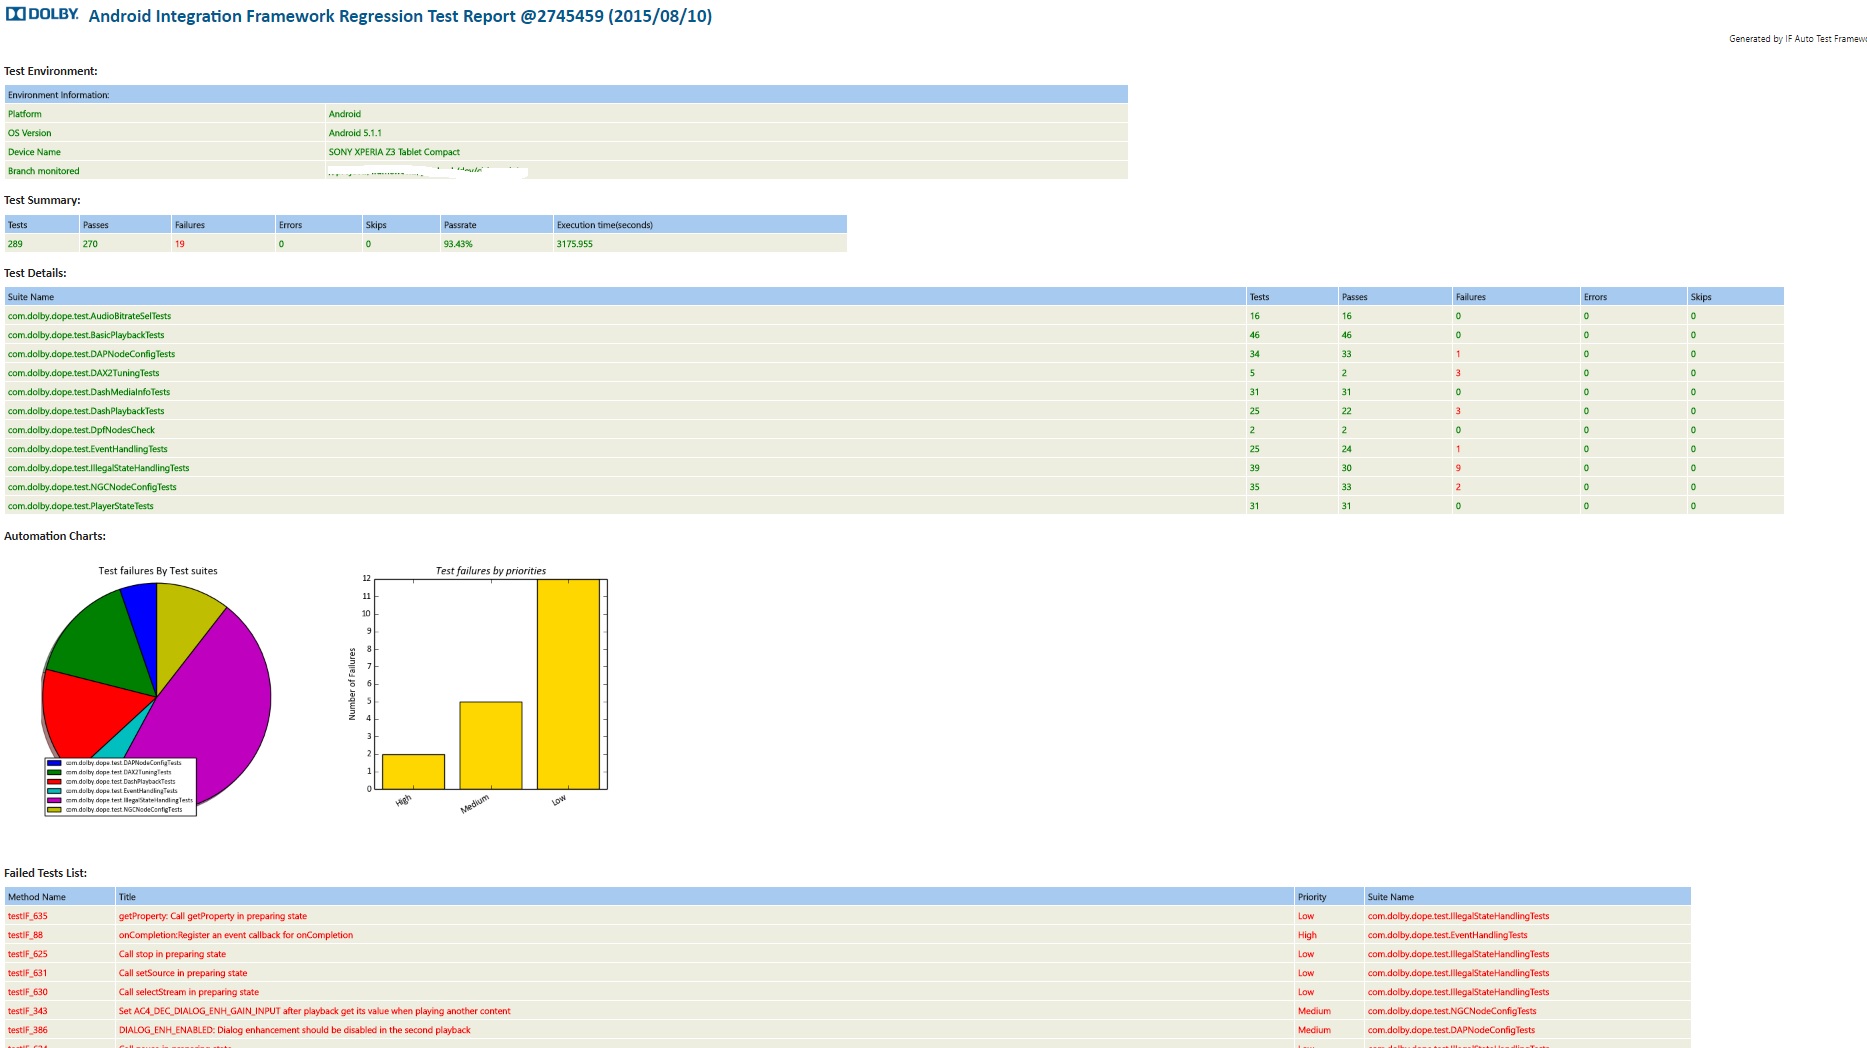 DOLBY. Android Integration Framework Regression Test Report @2745459 (2015/08/10)
Generated by IF Auto Test
Test Environment:
Environment Information:
Platform Android
OS Version Android 5.1.1
Device Name SONY XPERIA Z3 Tablet Compact
Branch monitored
Test Summary:
Tests Passes Failures Errors Skips Passrate Execution time(seconds)
289 270 19 0 0 93.43% 3175.955
Test Details:
Suite Name Tests Passes Failures Errors Skips
com.dolby.dope.test.AudioBitrateSelTests 16 16 0 0 0
com.dolby.dope.test.BasicPlaybackTests 46 46 0 0 0
com.dolby.dope.test.DAPNodeConfigTests 34 33 1 0 0
com.dolby.dope.test.DAX2TuningTests 5 2 3 0 0
com.dolby.dope.test.DashMediaInfoTests 31 31 0 0 0
com.dolby.dope.test.DashPlaybackTests 25 22 3 0 0
com.dolby.dope.test.DpfNodesCheck 2 2 0 0 0
com.dolby.dope.test.EventHandlingTests 25 24 1 0 0
com.dolby.dope.test.IllegalStateHandlingTests 39 30 9 0 0
com.dolby.dope.test.NGCNodeConfigTests 35 33 2 0 0
com.dolby.dope.test.PlayerStateTests 31 31 0 0 0
Automation Charts:
Test failures By Test suites
com.dolby.dope.test.DAPNodeConfigTests
com.dolby.dope.test.DAX2TuningTests
com.dolby.dope.test.DashPlaybackTests
com.dolby.dope.test.EventHandlingTests
com.dolby.dope.test.IllegalStateHandlingTests
com.dolby.dope.test.NGCNodeConfigTests
Test failures by priorities
Number of Failures
12
11
10
9
8
7
6
5
4
3
2
1
0
High Medium Low
Failed Tests List:
Method Name Title Priority Suite Name
testIF_635 getProperty: Call getProperty in preparing state Low com.dolby.dope.test.IllegalStateHandlingTests
testIF_88 onCompletion:Register an event callback for onCompletion High com.dolby.dope.test.EventHandlingTests
testIF_625 Call stop in preparing state Low com.dolby.dope.test.IllegalStateHandlingTests
testIF_631 Call setSource in preparing state Low com.dolby.dope.test.IllegalStateHandlingTests
testIF_630 Call selectStream in preparing state Low com.dolby.dope.test.IllegalStateHandlingTests
testIF_343 Set AC4_DEC_DIALOG_ENH_GAIN_INPUT after playback get its value when playing another content Medium com.dolby.dope.test.NGCNodeConfigTests
testIF_386 DIALOG_ENH_ENABLED: Dialog enhancement should be disabled in the second playback Medium com.dolby.dope.test.DAPNodeConfigTests